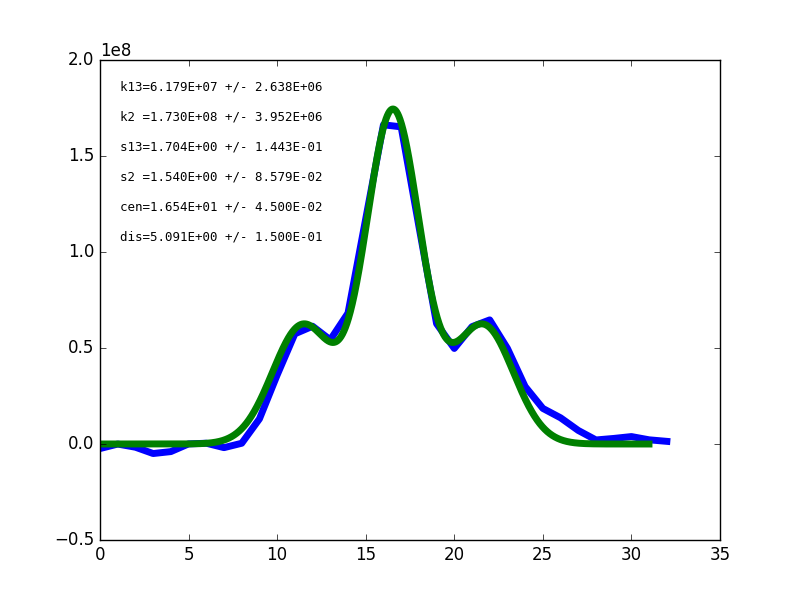 1e8
2.0
1.5
1.0
0.5
0.0
−0.5
k13=6.179E+07 +/- 2.638E+06
k2 =1.730E+08 +/- 3.952E+06
s13=1.704E+00 +/- 1.443E-01
s2 =1.540E+00 +/- 8.579E-02
cen=1.654E+01 +/- 4.500E-02
dis=5.091E+00 +/- 1.500E-01
0 5 10 15 20 25 30 35